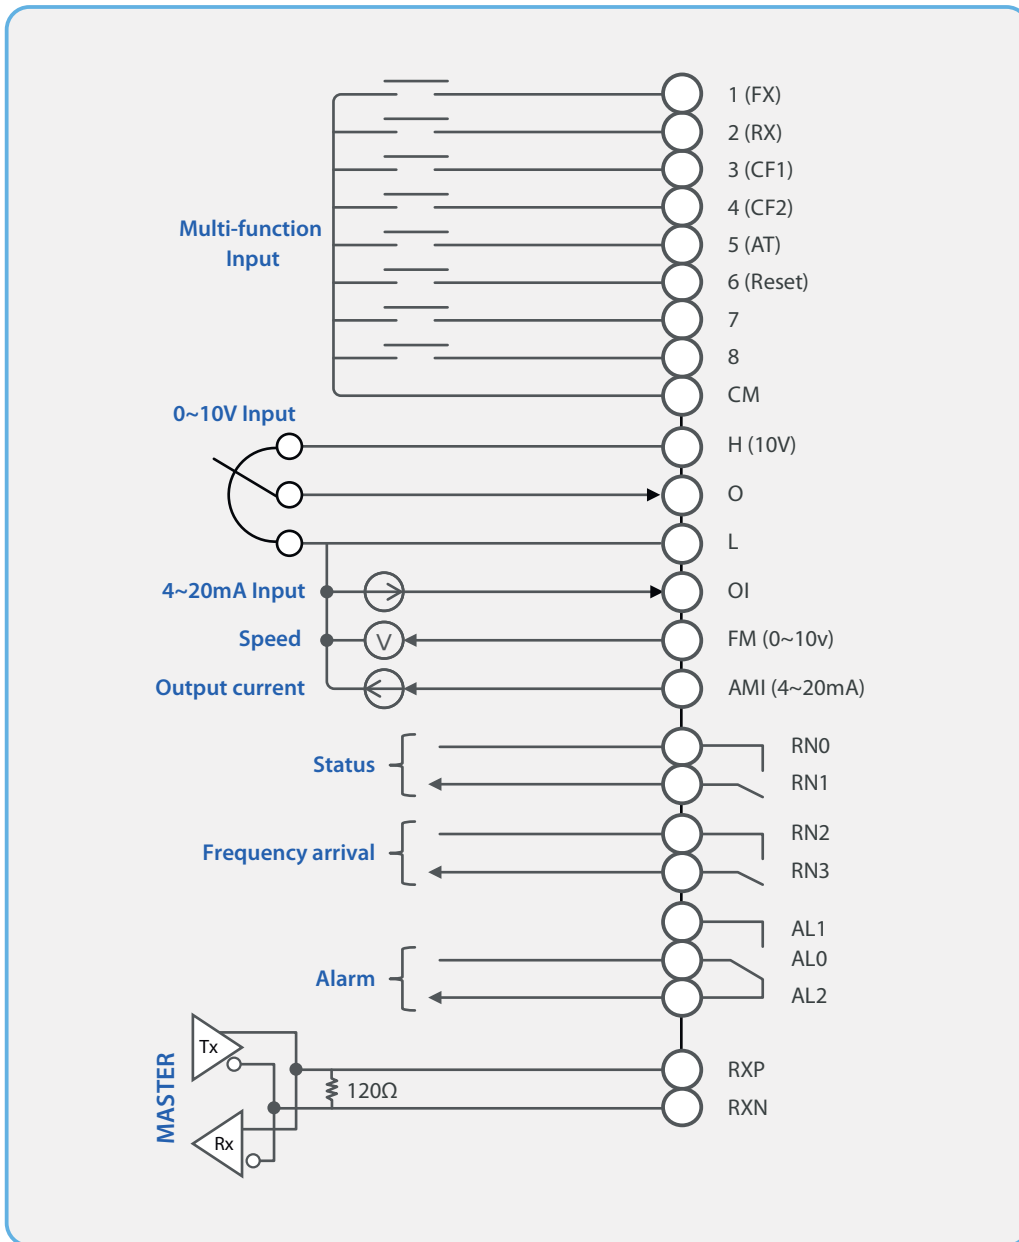 1 (FX)
2 (RX)
3 (CF1)
4 (CF2)
Multi-function
Input
5 (AT)
6 (Reset)
7
8
CM
0~10V Input
H (10V)
O
L
4~20mA Input
OI
Speed
V
FM (0~10v)
Output current
AMI (4~20mA)
Status
RN0
RN1
Frequency arrival
RN2
RN3
AL1
Alarm
AL0
AL2
MASTER
Tx
Rx
120Ω
RXP
RXN